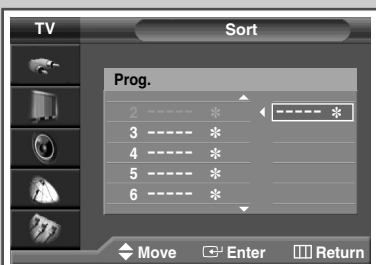 TV Sort
Prog.
2 ----- ✼ ----- ✼
3 ----- ✼
4 ----- ✼
5 ----- ✼
6 ----- ✼
Move Enter Return